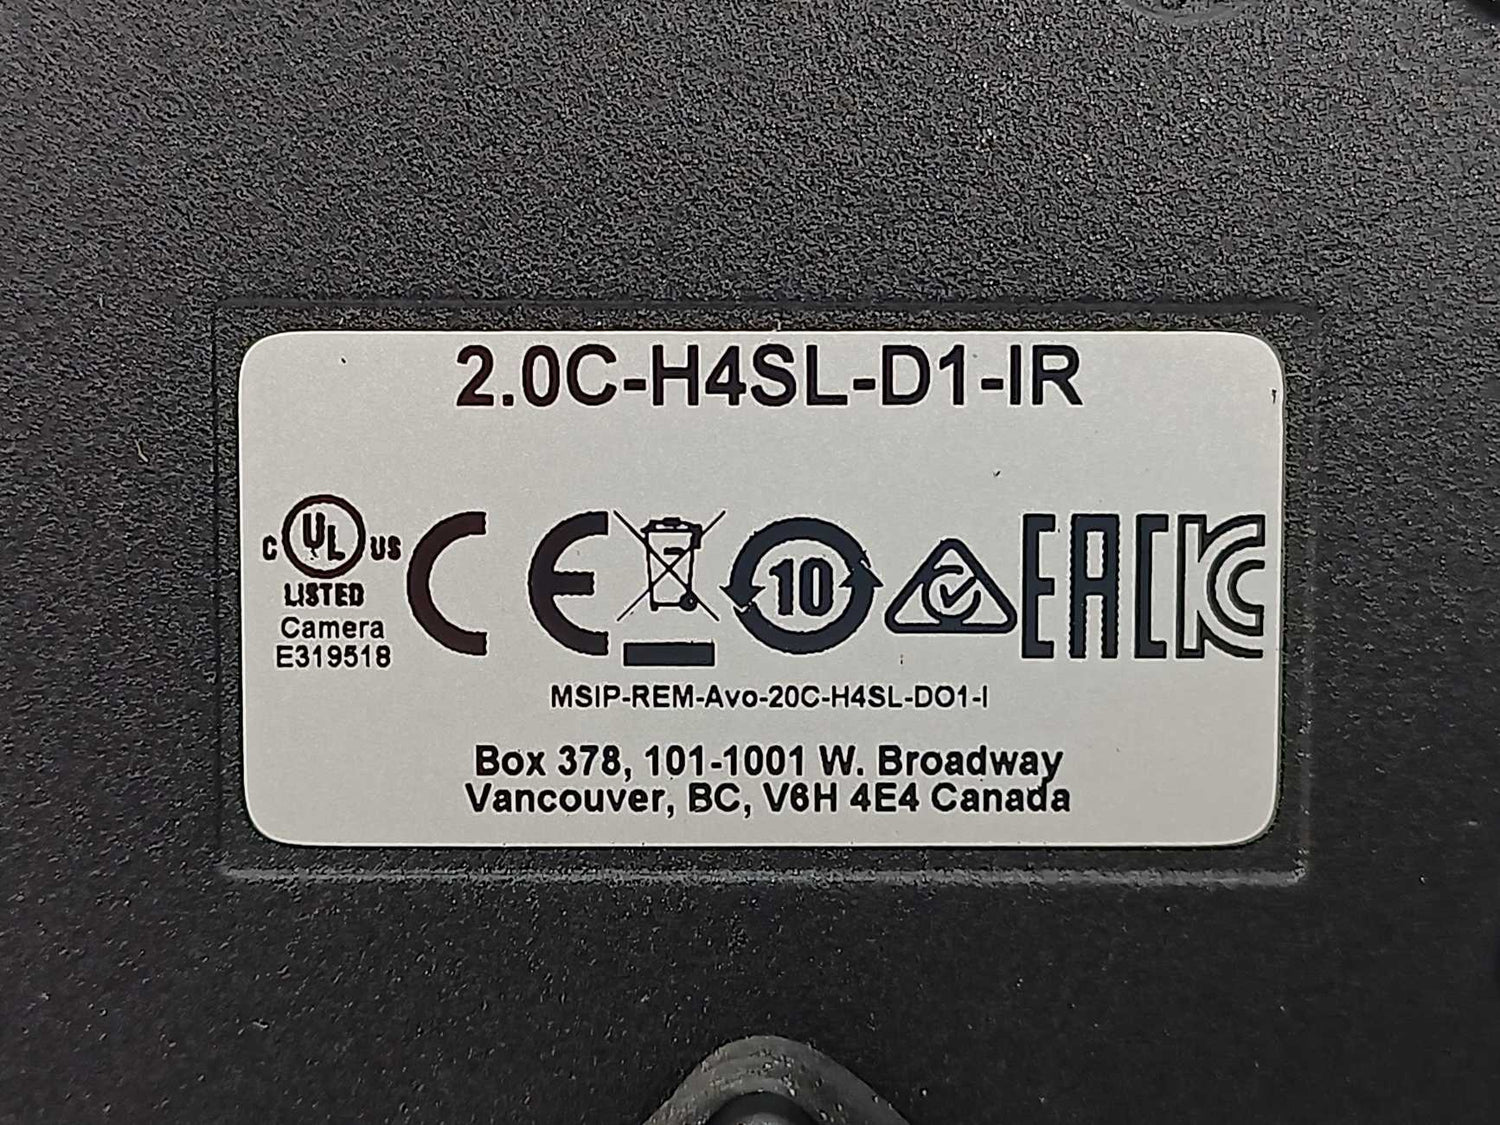 2.0C-H4SL-D1-IR
C UL US CE 10 EAC KC
LISTED
Camera
E319518
MSIP-REM-Avo-20C-H4SL-DO1-I
Box 378, 101-1001 W. Broadway
Vancouver, BC, V6H 4E4 Canada